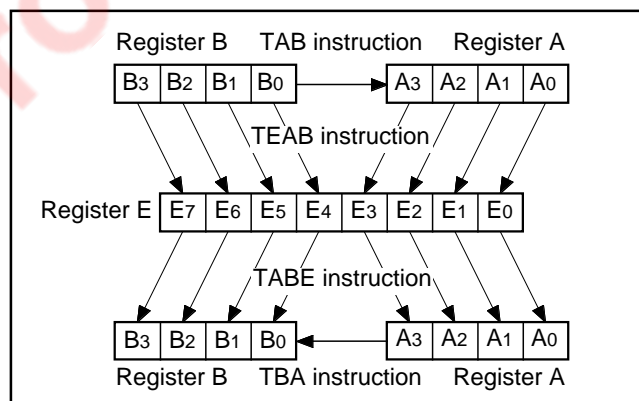 Register B TAB instruction Register A
B3 B2 B1 B0 A3 A2 A1 A0
TEAB instruction
Register E E7 E6 E5 E4 E3 E2 E1 E0
TABE instruction
B3 B2 B1 B0 A3 A2 A1 A0
Register B TBA instruction Register A